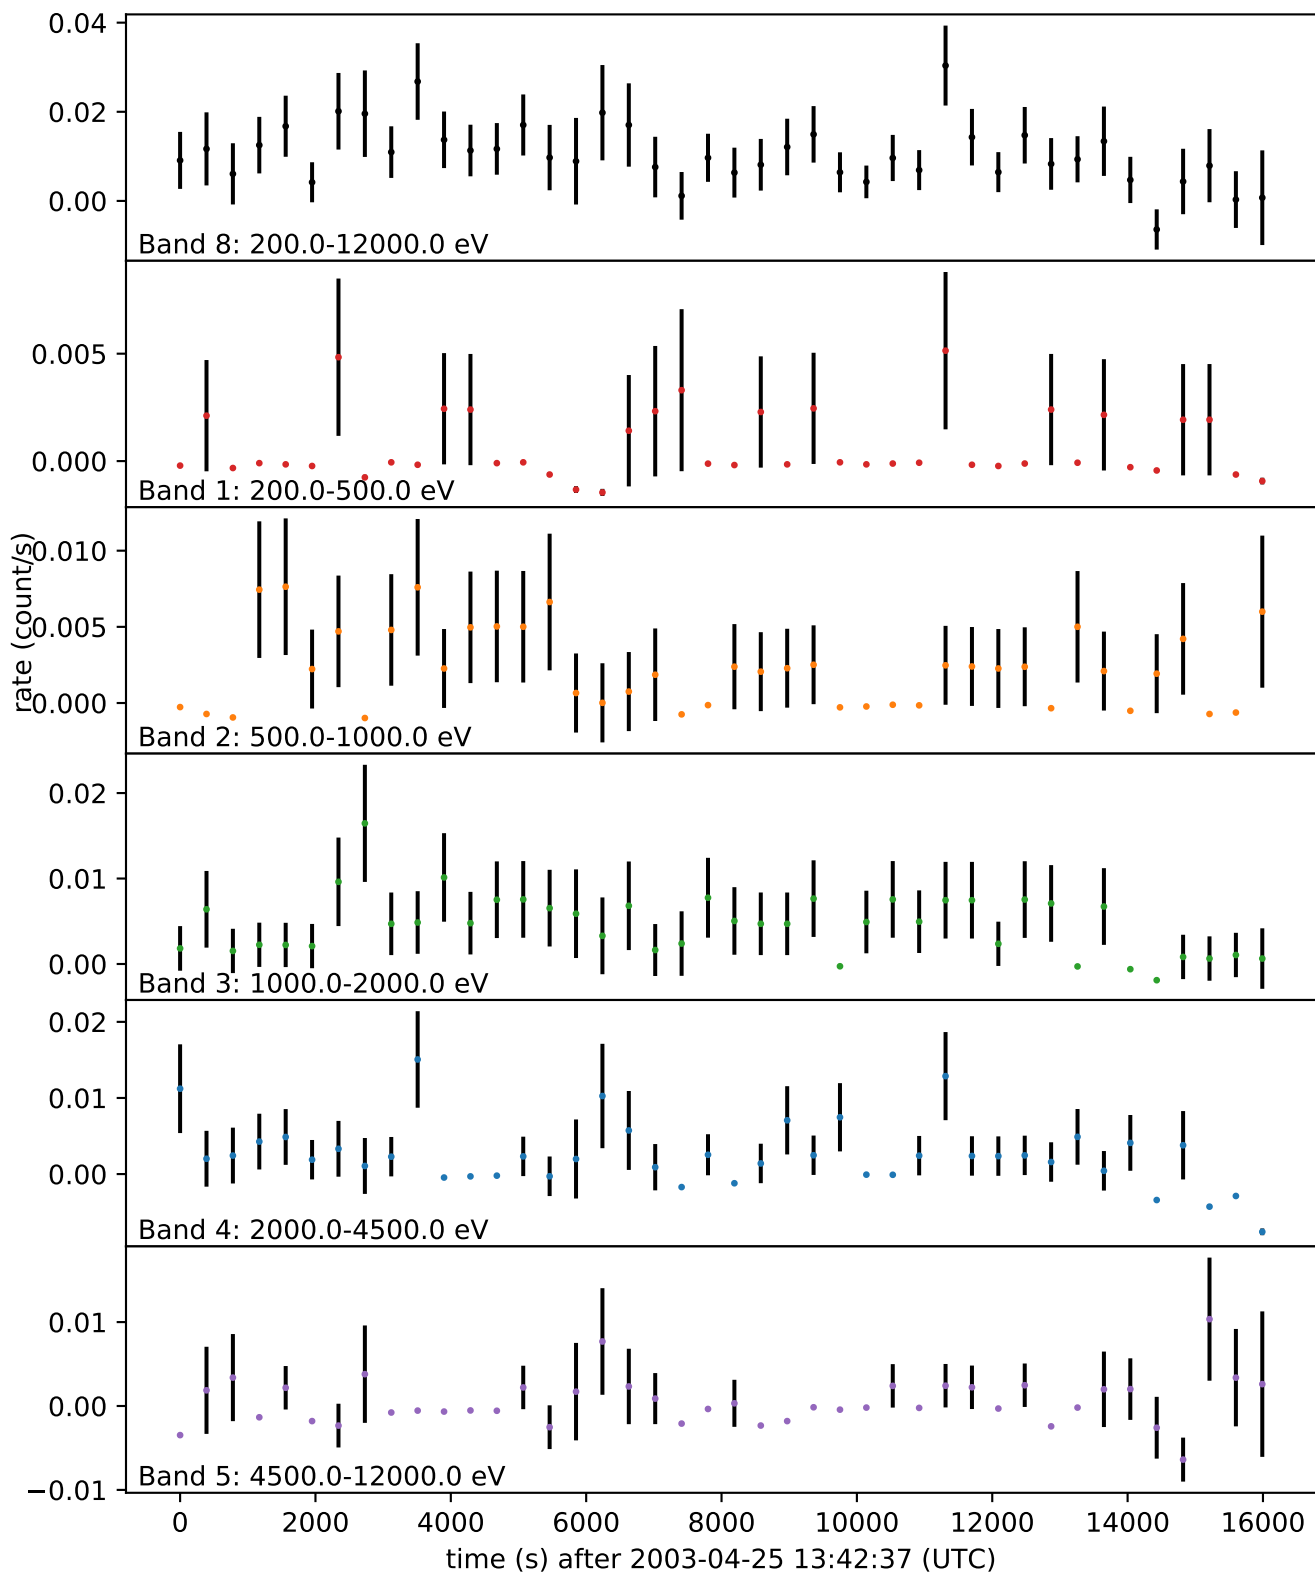 0.04
0.02
0.00
Band 8: 200.0-12000.0 eV
0.005
0.000
Band 1: 200.0-500.0 eV
rate (count/s)
0.010
0.005
0.000
Band 2: 500.0-1000.0 eV
0.02
0.01
0.00
Band 3: 1000.0-2000.0 eV
0.02
0.01
0.00
Band 4: 2000.0-4500.0 eV
0.01
0.00
−0.01
Band 5: 4500.0-12000.0 eV
0 2000 4000 6000 8000 10000 12000 14000 16000
time (s) after 2003-04-25 13:42:37 (UTC)